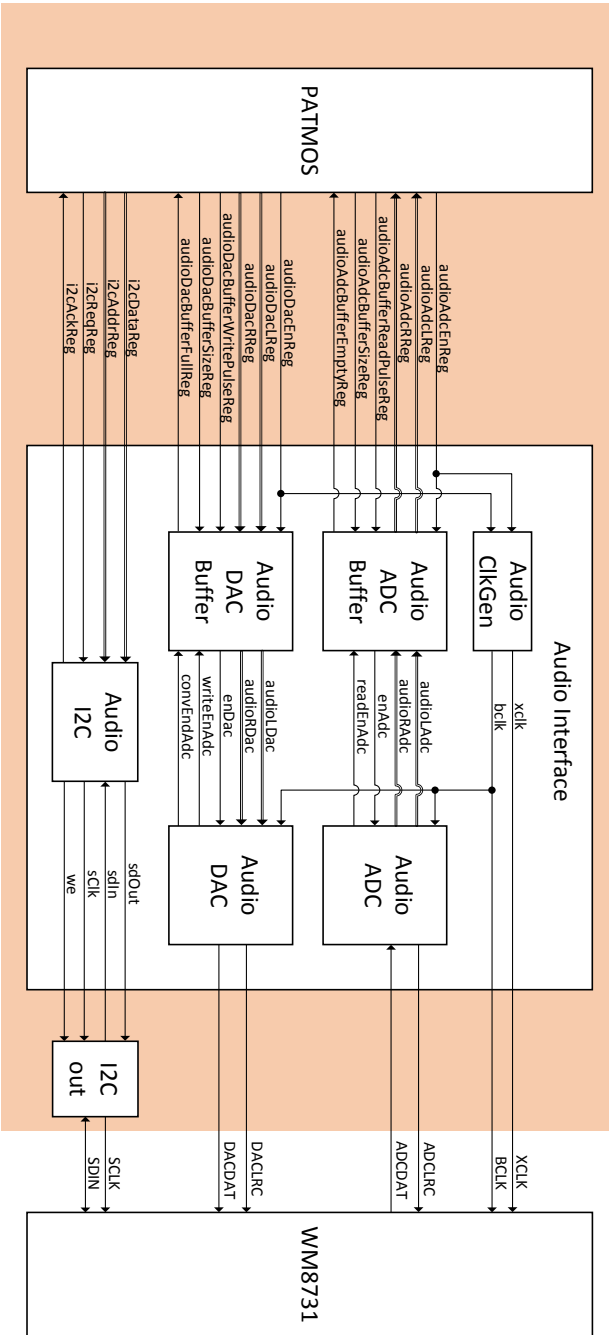 PATMOS
audioAdcEnReg
audioAdcLReg
audioAdcRReg
audioAdcBufferReadPulseReg
audioAdcBufferSizeReg
audioAdcBufferEmptyReg
audioDacEnReg
audioDacLReg
audioDacRReg
audioDacBufferWritePulseReg
audioDacBufferSizeReg
audioDacBufferFullReg
i2cDataReg
i2cAddrReg
i2cReqReg
i2cAckReg
Audio Interface
Audio
ClkGen
Audio
ADC
Buffer
Audio
DAC
Buffer
Audio
I2C
xclk
bclk
audioLAdc
audioRAdc
enAdc
readEnAdc
audioLDac
audioRDac
enDac
writeEnAdc
convEndAdc
Audio
ADC
Audio
DAC
sdOut
sdIn
sClk
we
I2C
out
XCLK
BCLK
ADCLRC
ADCDAT
DACLRC
DACDAT
SCLK
SDIN
WM8731